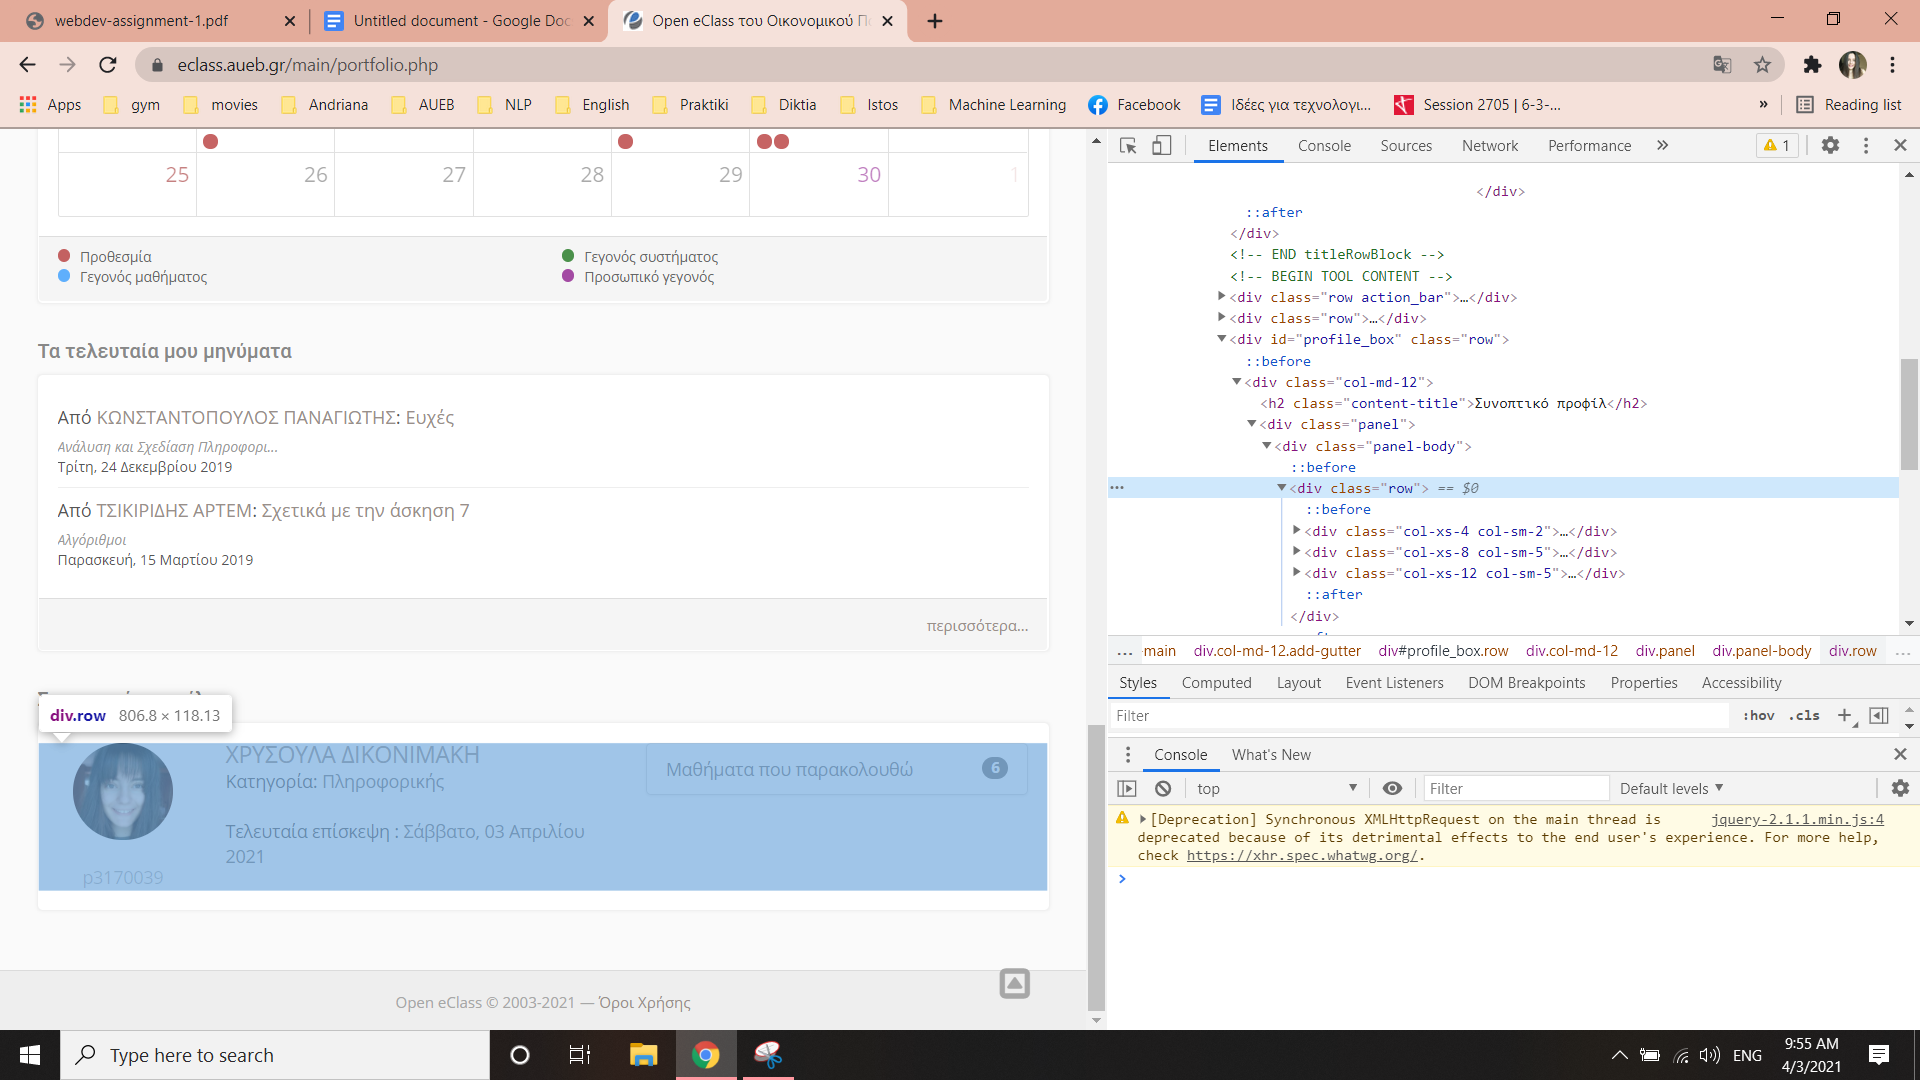 webdev-assignment-1.pdf
Untitled document - Google Doc
Open eClass του Οικονομικού Πα
eclass.aueb.gr/main/portfolio.php
Apps gym movies Andriana AUEB NLP English Praktiki Diktia Istos Machine Learning Facebook Ιδέες για τεχνολογι... Session 2705 | 6-3-... » Reading list
25 26 27 28 29 30 1
Προθεσμία Γεγονός συστήματος
Γεγονός μαθήματος Προσωπικό γεγονός
Τα τελευταία μου μηνύματα
Από ΚΩΝΣΤΑΝΤΟΠΟΥΛΟΣ ΠΑΝΑΓΙΩΤΗΣ: Ευχές
Ανάλυση και Σχεδίαση Πληροφορι...
Τρίτη, 24 Δεκεμβρίου 2019
Από ΤΣΙΚΙΡΙΔΗΣ ΑΡΤΕΜ: Σχετικά με την άσκηση 7
Αλγόριθμοι
Παρασκευή, 15 Μαρτίου 2019
περισσότερα...
div.row 806.8 × 118.13
ΧΡΥΣΟΥΛΑ ΔΙΚΟΝΙΜΑΚΗ
Κατηγορία: Πληροφορικής
Τελευταία επίσκεψη : Σάββατο, 03 Απριλίου
2021
p3170039
Μαθήματα που παρακολουθώ 6
Open eClass © 2003-2021 — Όροι Χρήσης
Elements Console Sources Network Performance » 1
</div>
::after
</div>
<!-- END titleRowBlock -->
<!-- BEGIN TOOL CONTENT -->
<div class="row action_bar">…</div>
<div class="row">…</div>
<div id="profile_box" class="row">
::before
<div class="col-md-12">
<h2 class="content-title">Συνοπτικό προφίλ</h2>
<div class="panel">
<div class="panel-body">
::before
<div class="row"> == $0
::before
<div class="col-xs-4 col-sm-2">…</div>
<div class="col-xs-8 col-sm-5">…</div>
<div class="col-xs-12 col-sm-5">…</div>
::after
</div>
... -main div.col-md-12.add-gutter div#profile_box.row div.col-md-12 div.panel div.panel-body div.row ...
Styles Computed Layout Event Listeners DOM Breakpoints Properties Accessibility
Filter :hov .cls +
Console What's New
top Filter Default levels
[Deprecation] Synchronous XMLHttpRequest on the main thread is jquery-2.1.1.min.js:4
deprecated because of its detrimental effects to the end user's experience. For more help,
check https://xhr.spec.whatwg.org/.
Type here to search
ENG
9:55 AM
4/3/2021